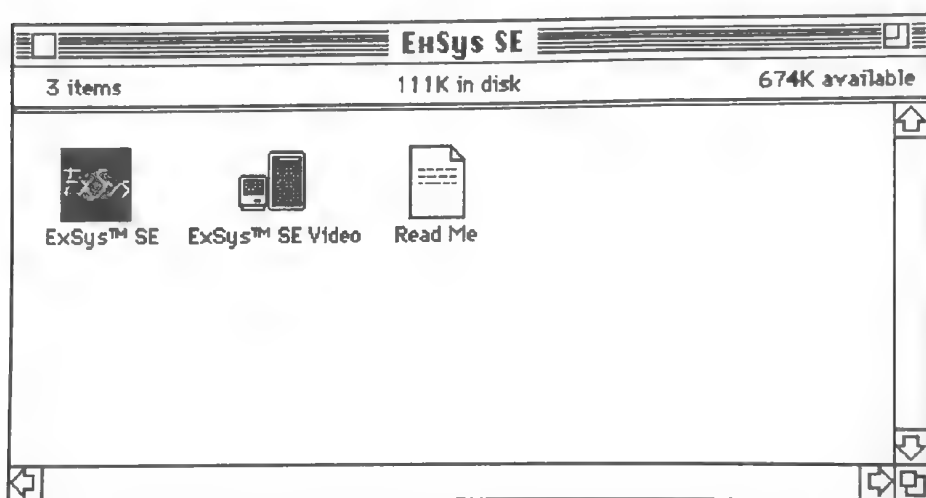 ExSys SE
3 items 111K in disk 674K available
ExSys™ SE ExSys™ SE Video Read Me